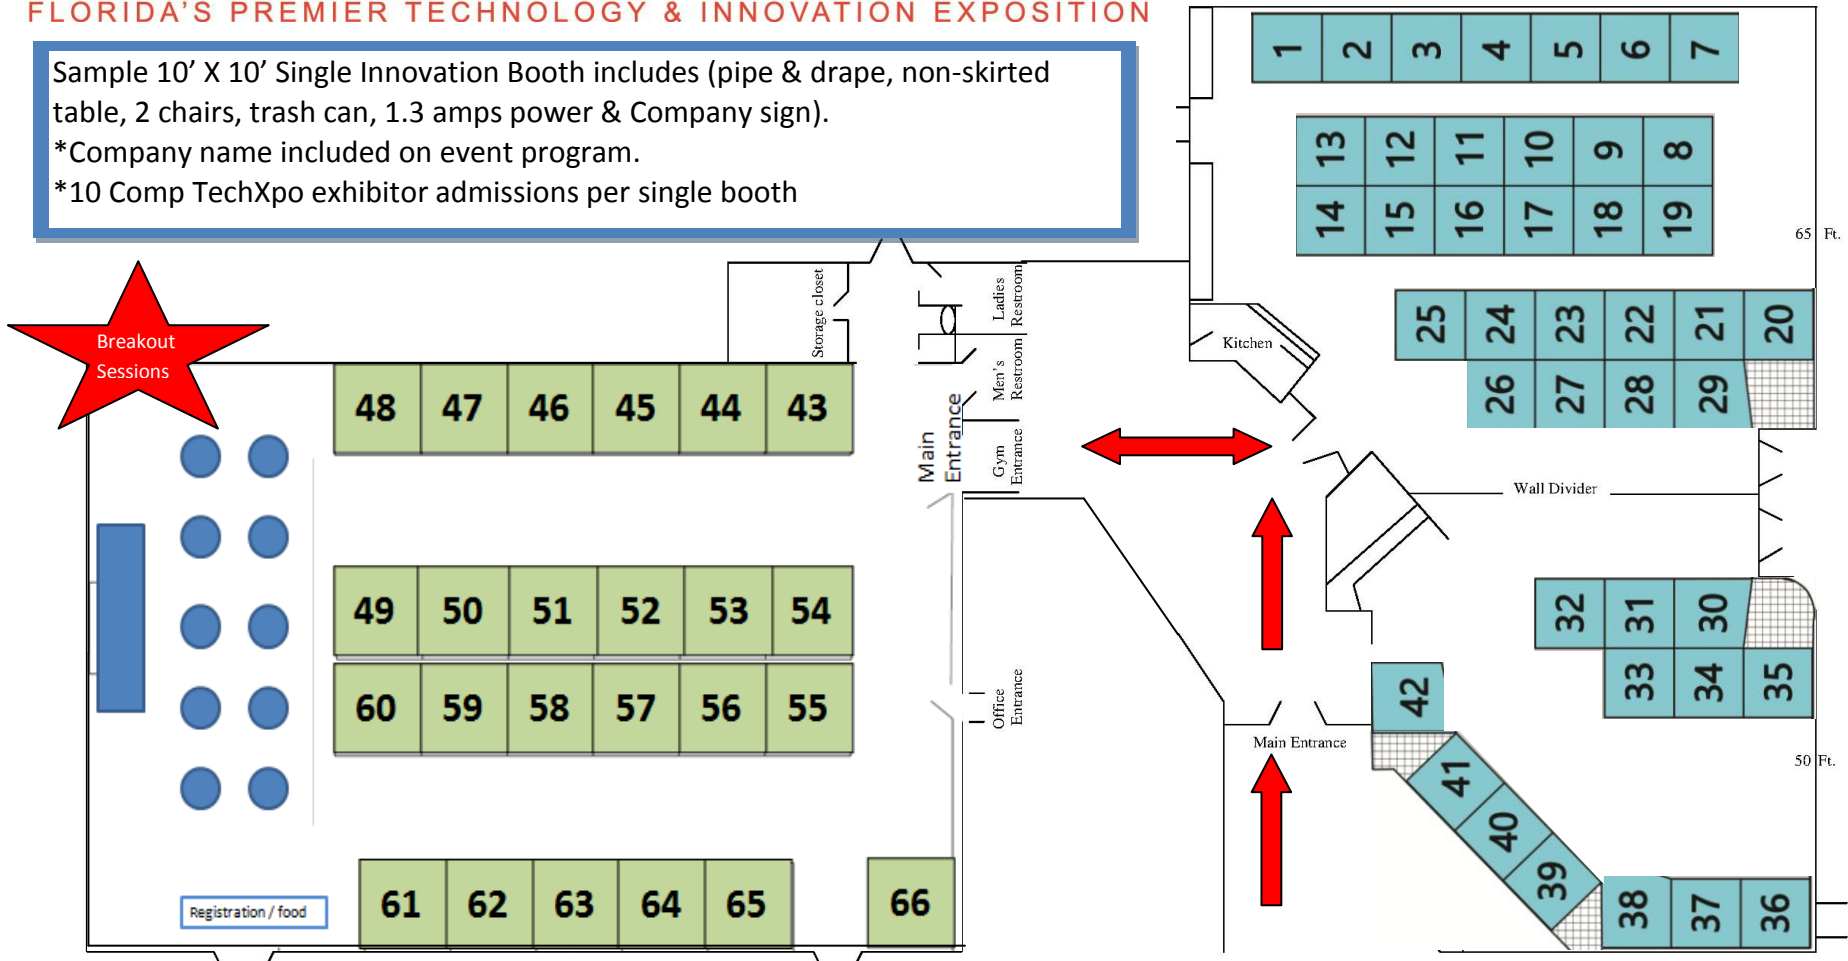 FLORIDA'S PREMIER TECHNOLOGY & INNOVATION EXPOSITION
Sample 10’ X 10’ Single Innovation Booth includes (pipe & drape, non-skirted
table, 2 chairs, trash can, 1.3 amps power & Company sign).
*Company name included on event program.
*10 Comp TechXpo exhibitor admissions per single booth
1 2 3 4 5 6 7
13 12 11 10 9 8
14 15 16 17 18 19
65 Ft.
25 24 23 22 21 20
26 27 28 29
Breakout
Sessions
Storage closet
Ladies
Restroom
Men's
Restroom
Gym
Entrance
Main
Entrance
Kitchen
Wall Divider
48 47 46 45 44 43
49 50 51 52 53 54
60 59 58 57 56 55
Office
Entrance
32 31 30
33 34 35
42
Main Entrance
50 Ft.
41
40
39
38 37 36
Registration / food
61 62 63 64 65 66